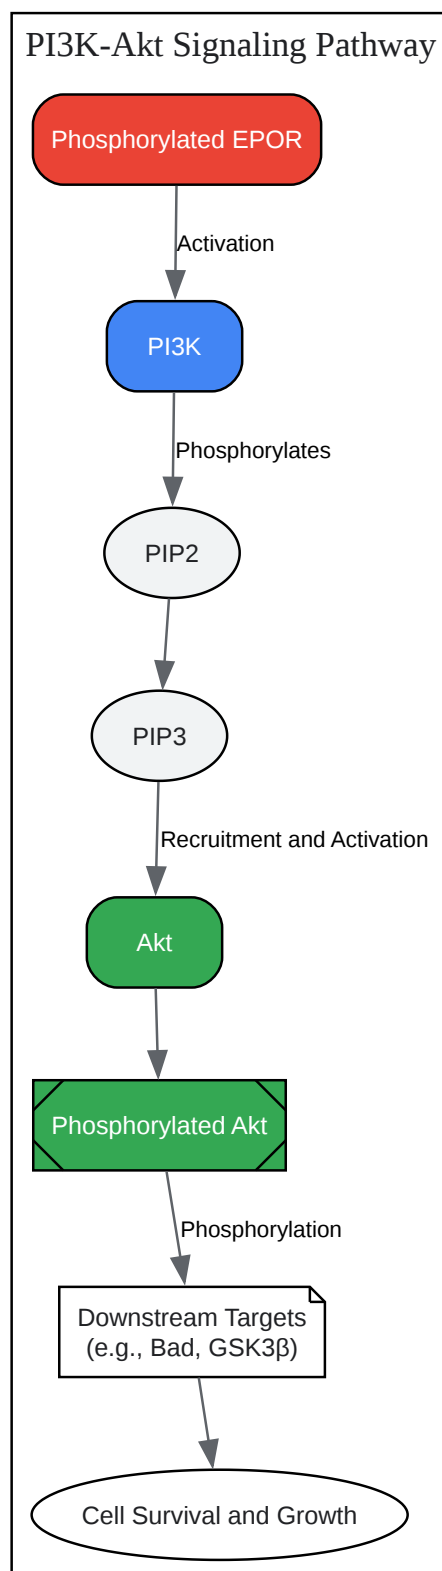 PI3K-Akt Signaling Pathway
Phosphorylated EPOR
Activation
PI3K
Phosphorylates
PIP2
PIP3
Recruitment and Activation
Akt
Phosphorylated Akt
Phosphorylation
Downstream Targets
(e.g., Bad, GSK3β)
Cell Survival and Growth